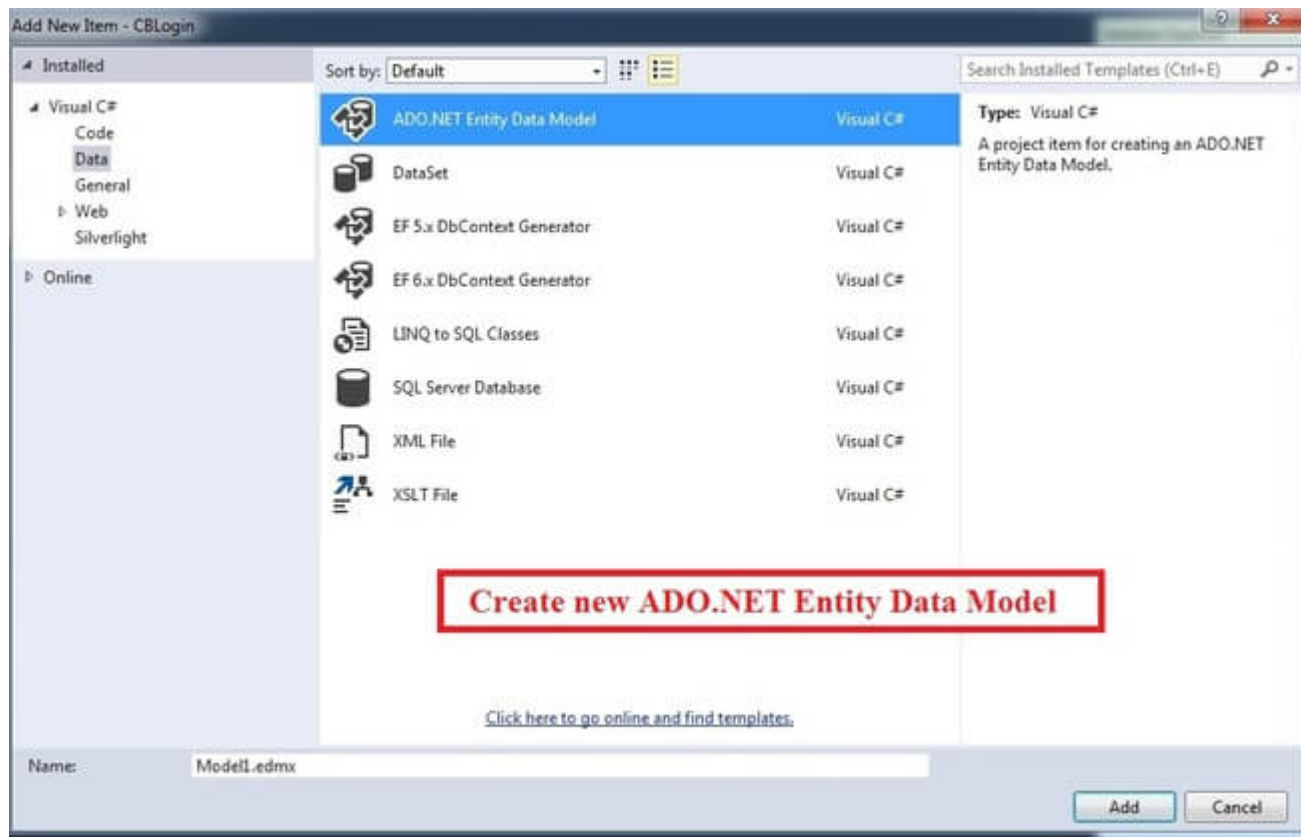 Add New Item - CBLogin
Installed
Sort by: Default
Search Installed Templates (Ctrl+E)
Visual C#
Code
Data
General
Web
Silverlight
Online
ADO.NET Entity Data Model Visual C#
DataSet Visual C#
EF 5.x DbContext Generator Visual C#
EF 6.x DbContext Generator Visual C#
LINQ to SQL Classes Visual C#
SQL Server Database Visual C#
XML File Visual C#
XSLT File Visual C#
Type: Visual C#
A project item for creating an ADO.NET
Entity Data Model.
Create new ADO.NET Entity Data Model
Click here to go online and find templates.
Name: Model1.edmx
Add Cancel